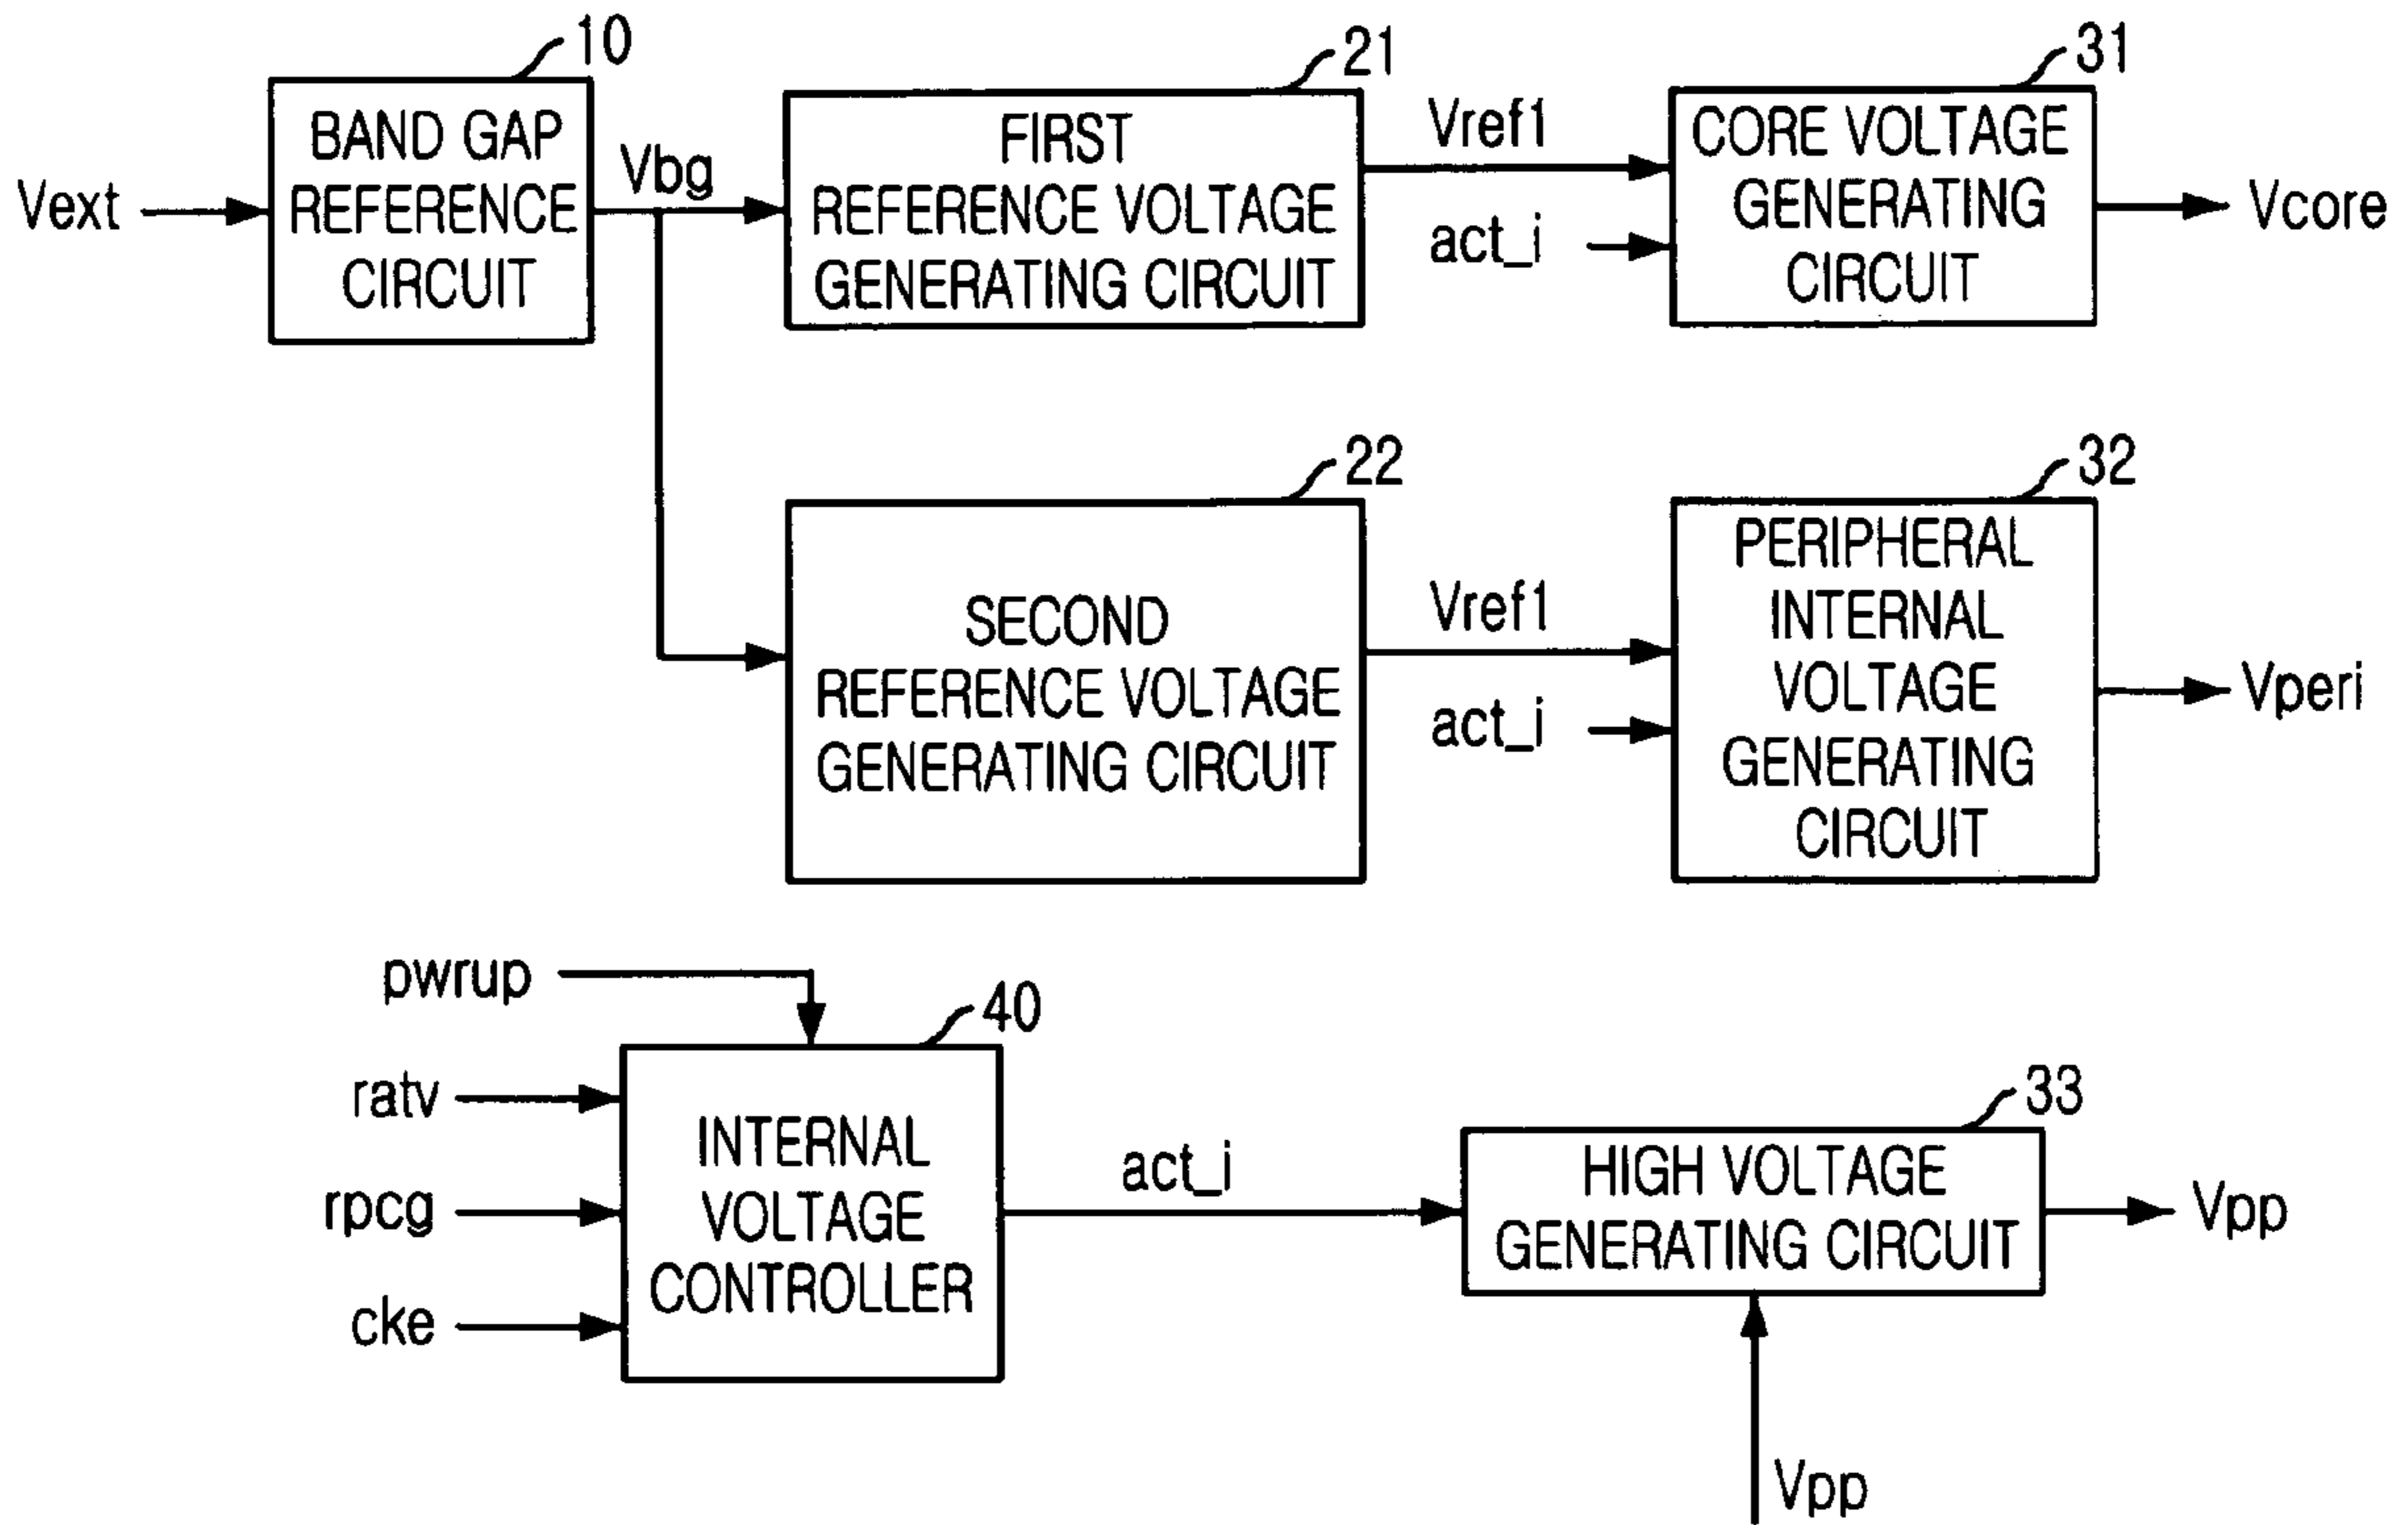 10
BAND GAP
REFERENCE
CIRCUIT
Vext
Vbg
21
FIRST
REFERENCE VOLTAGE
GENERATING CIRCUIT
Vref1
act_i
31
CORE VOLTAGE
GENERATING
CIRCUIT
Vcore
22
SECOND
REFERENCE VOLTAGE
GENERATING CIRCUIT
Vref1
act_i
32
PERIPHERAL
INTERNAL
VOLTAGE
GENERATING
CIRCUIT
Vperi
pwrup
40
ratv
rpcg
cke
INTERNAL
VOLTAGE
CONTROLLER
act_i
33
HIGH VOLTAGE
GENERATING CIRCUIT
Vpp
Vpp